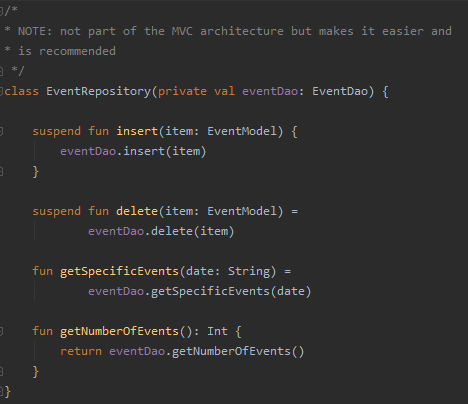 /*
* NOTE: not part of the MVC architecture but makes it easier and
* is recommended
*/
class EventRepository(private val eventDao: EventDao) {
suspend fun insert(item: EventModel) {
eventDao.insert(item)
}
suspend fun delete(item: EventModel) =
eventDao.delete(item)
fun getSpecificEvents(date: String) =
eventDao.getSpecificEvents(date)
fun getNumberOfEvents(): Int {
return eventDao.getNumberOfEvents()
}
}